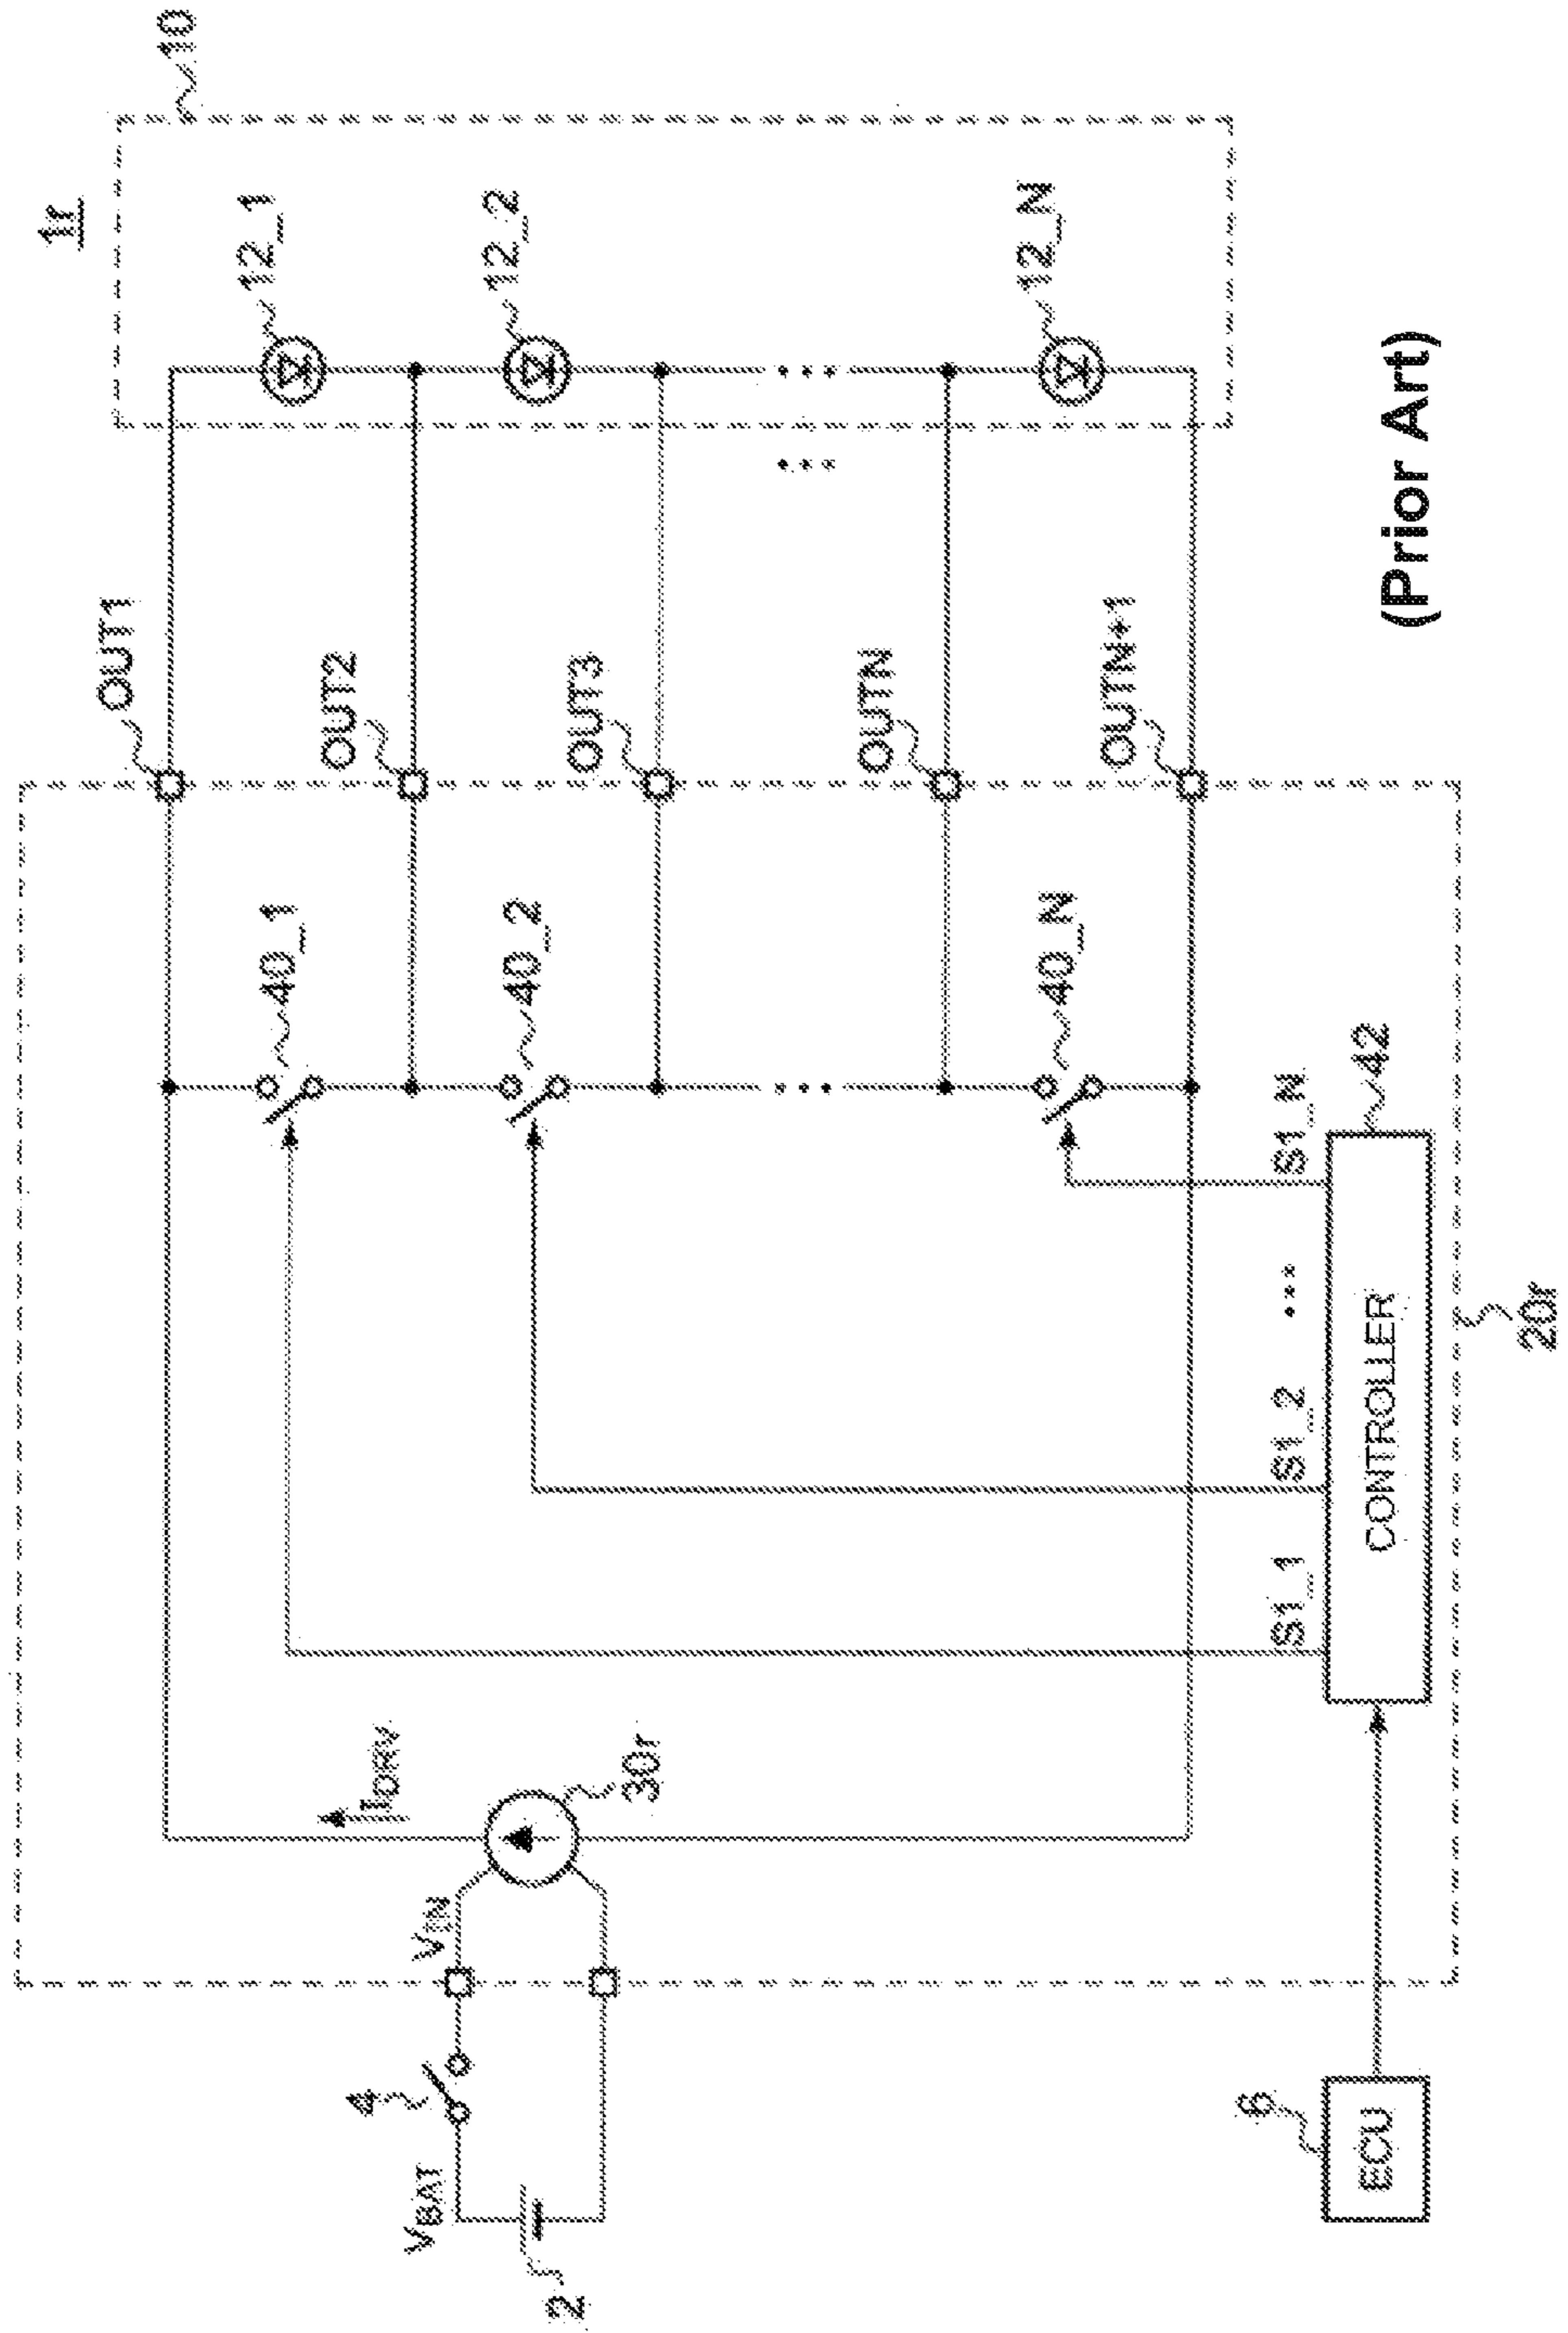 1r
10
12_1
12_2
12_N
OUT1
OUT2
OUT3
OUTN
OUTN+1
40_1
40_2
40_N
S1_1
S1_2
...
S1_N
CONTROLLER
42
20r
IDRV
30r
VIN
4
VBAT
2
6
ECU
(Prior Art)